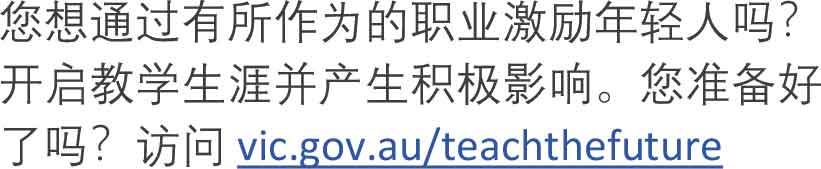 您想通过有所作为的职业激励年轻人吗？
开启教学生涯并产生积极影响。您准备好
了吗？访问 vic.gov.au/teachthefuture